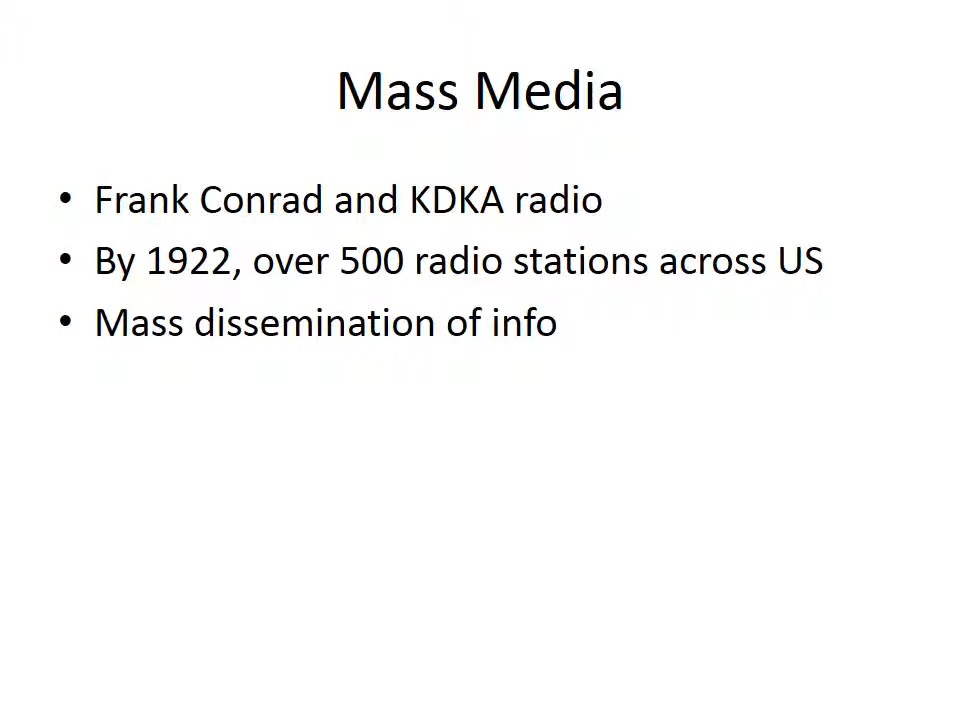 Mass Media
• Frank Conrad and KDKA radio
• By 1922, over 500 radio stations across US
• Mass dissemination of info